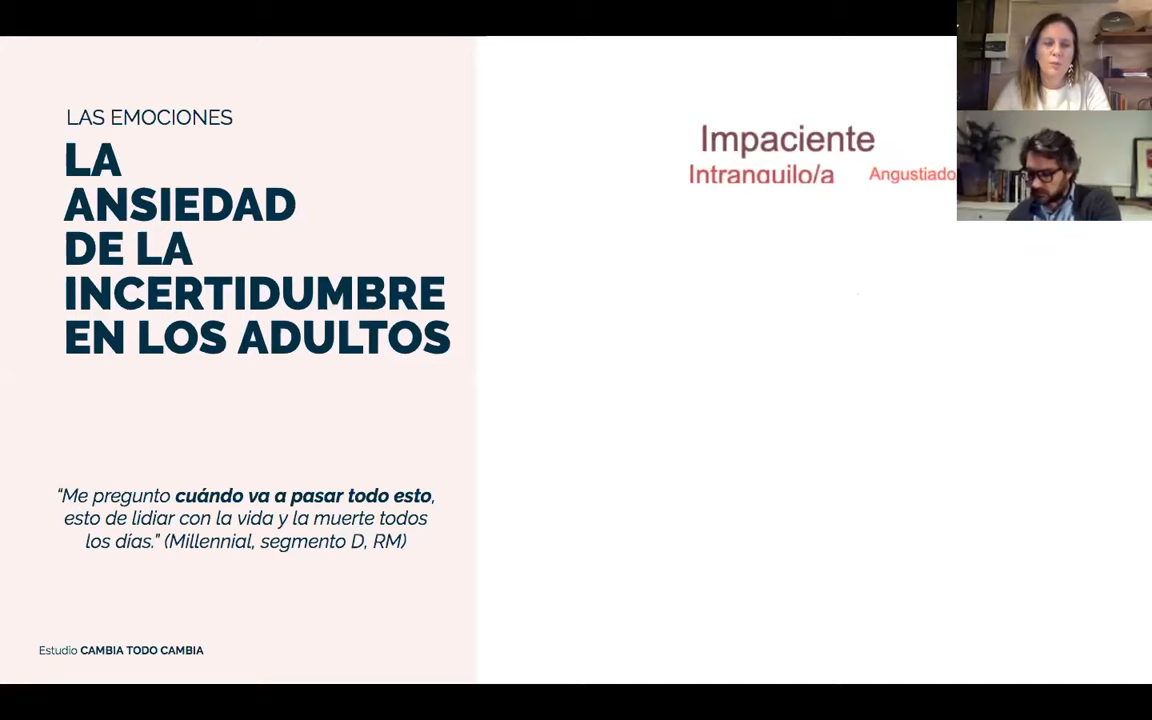 LAS EMOCIONES
LA
ANSIEDAD
DE LA
INCERTIDUMBRE
EN LOS ADULTOS
“Me pregunto cuándo va a pasar todo esto,
esto de lidiar con la vida y la muerte todos
los días.” (Millennial, segmento D, RM)
Estudio CAMBIA TODO CAMBIA
Impaciente
Intranquilo/a Angustiado